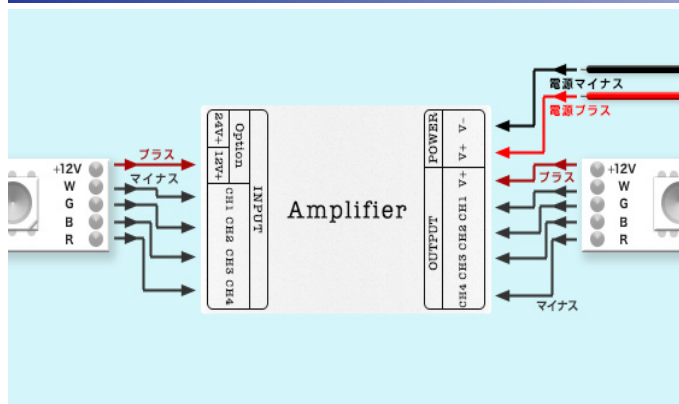 電源マイナス
電源プラス
プラス
マイナス
+12V
W
G
B
R
24V+
12V+
Option
INPUT
CH1 CH2 CH3 CH4
Amplifier
POWER
V-
V+
OUTPUT
V+
CH4 CH3 CH2 CH1
プラス
+12V
W
G
B
R
マイナス